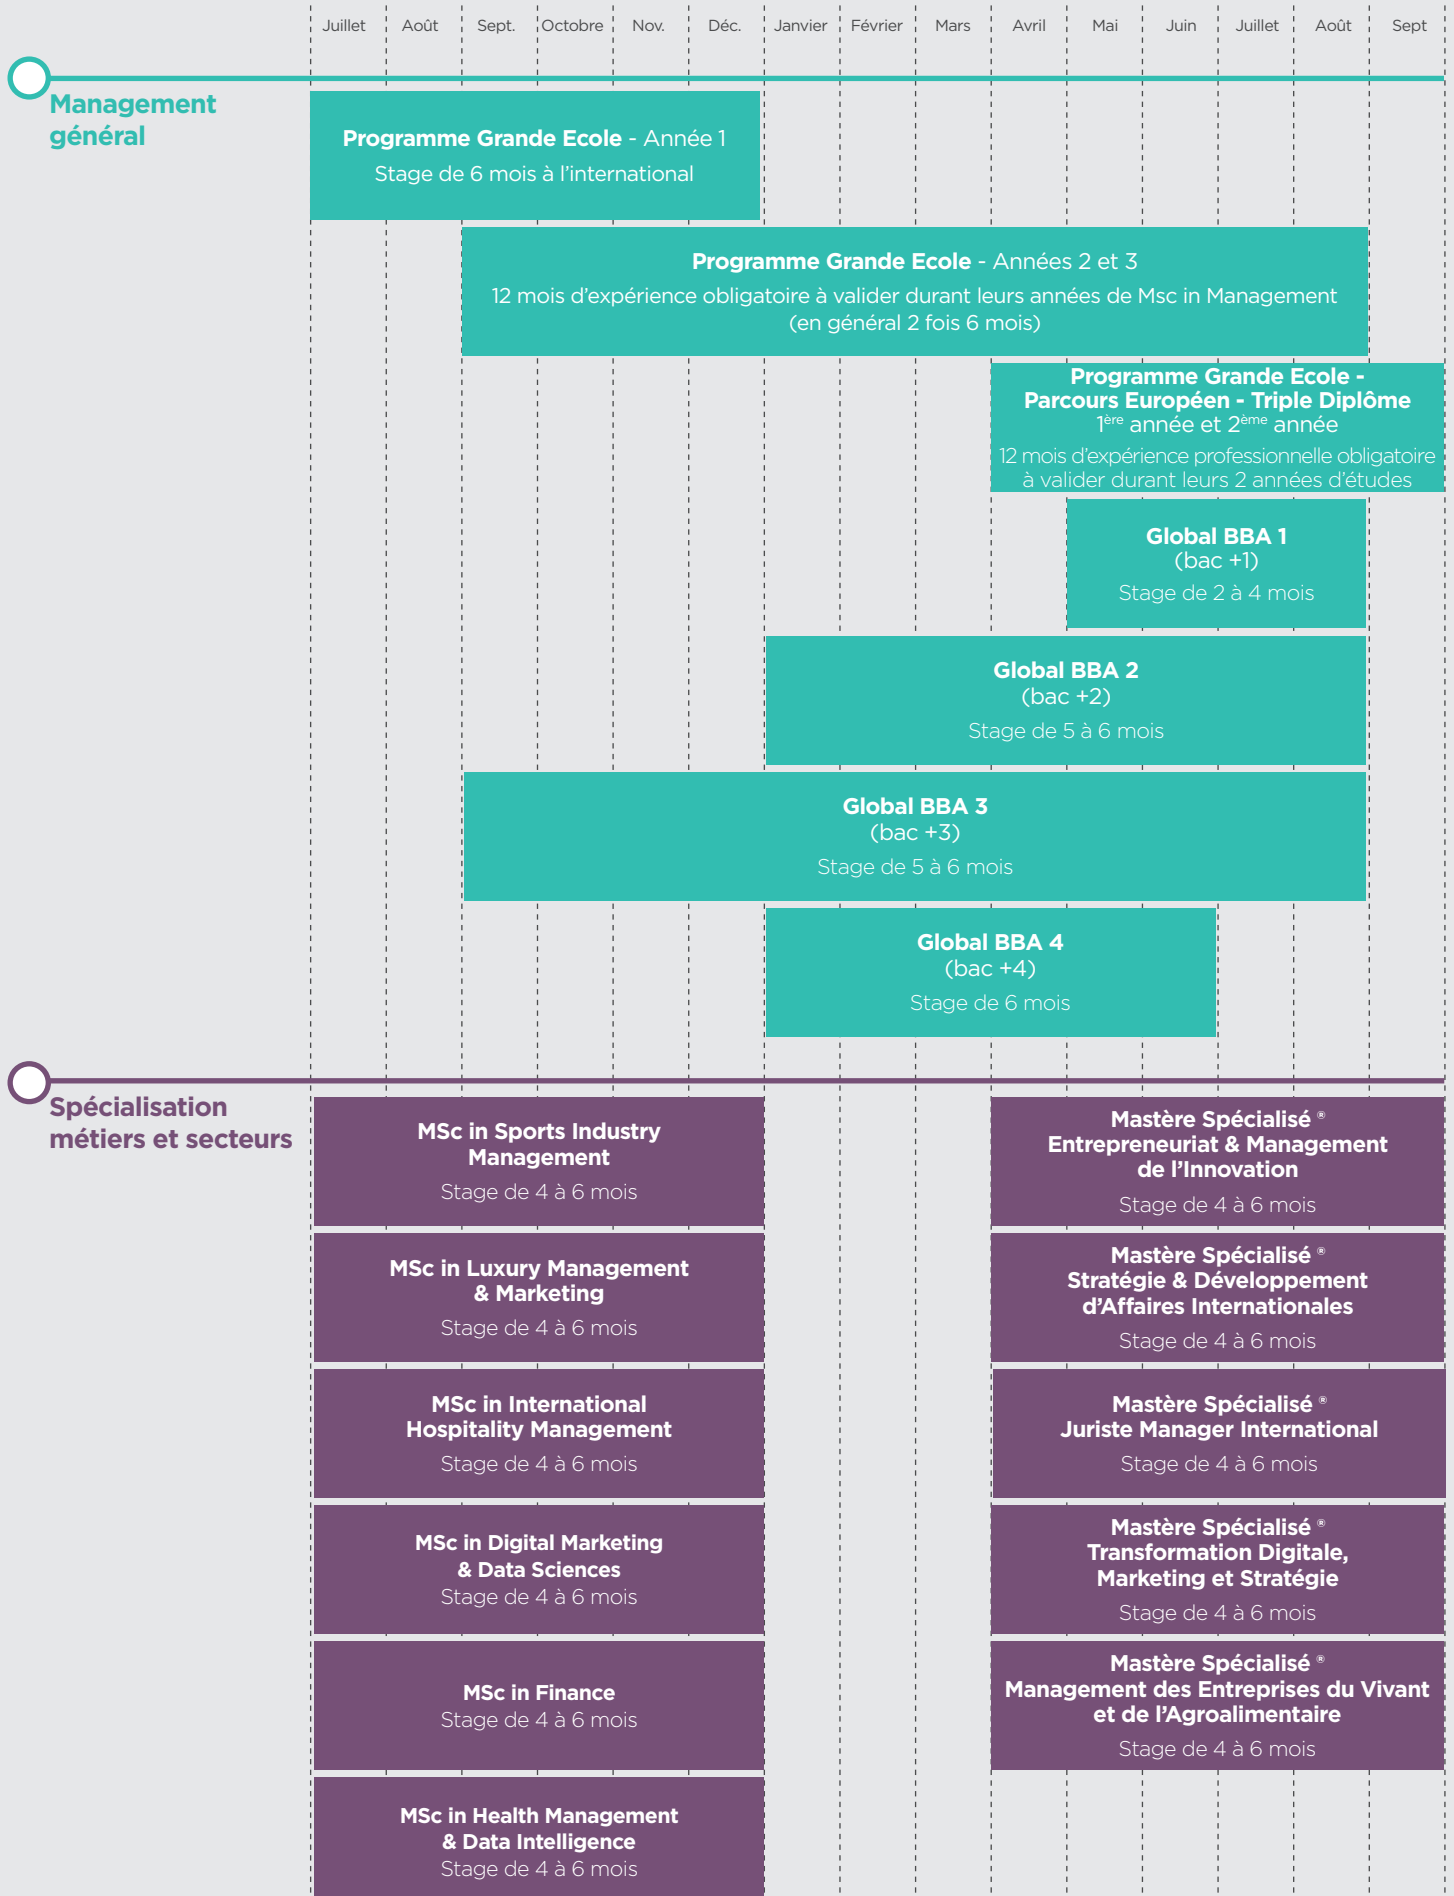 Juillet Août Sept. Octobre Nov. Déc. Janvier Février Mars Avril Mai Juin Juillet Août Sept
Management
général
Programme Grande Ecole - Année 1
Stage de 6 mois à l'international
Programme Grande Ecole - Années 2 et 3
12 mois d'expérience obligatoire à valider durant leurs années de Msc in Management
(en général 2 fois 6 mois)
Programme Grande Ecole -
Parcours Européen - Triple Diplôme
1ère année et 2ème année
12 mois d'expérience professionnelle obligatoire
à valider durant leurs 2 années d'études
Global BBA 1
(bac +1)
Stage de 2 à 4 mois
Global BBA 2
(bac +2)
Stage de 5 à 6 mois
Global BBA 3
(bac +3)
Stage de 5 à 6 mois
Global BBA 4
(bac +4)
Stage de 6 mois
Spécialisation
métiers et secteurs
MSc in Sports Industry
Management
Stage de 4 à 6 mois
Mastère Spécialisé ®
Entrepreneuriat & Management
de l'Innovation
Stage de 4 à 6 mois
MSc in Luxury Management
& Marketing
Stage de 4 à 6 mois
Mastère Spécialisé ®
Stratégie & Développement
d'Affaires Internationales
Stage de 4 à 6 mois
MSc in International
Hospitality Management
Stage de 4 à 6 mois
Mastère Spécialisé ®
Juriste Manager International
Stage de 4 à 6 mois
MSc in Digital Marketing
& Data Sciences
Stage de 4 à 6 mois
Mastère Spécialisé ®
Transformation Digitale,
Marketing et Stratégie
Stage de 4 à 6 mois
MSc in Finance
Stage de 4 à 6 mois
Mastère Spécialisé ®
Management des Entreprises du Vivant
et de l'Agroalimentaire
Stage de 4 à 6 mois
MSc in Health Management
& Data Intelligence
Stage de 4 à 6 mois